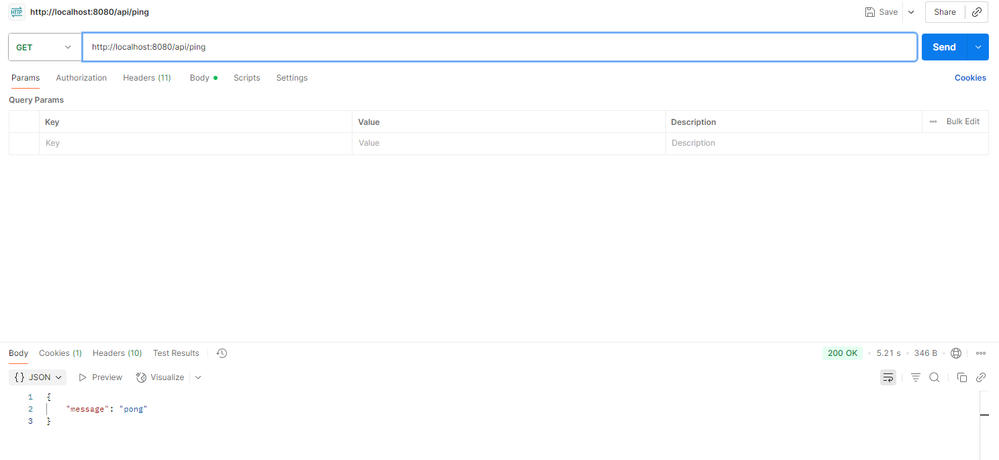 HTTP http://localhost:8080/api/ping Save Share
GET http://localhost:8080/api/ping Send
Params Authorization Headers (11) Body Scripts Settings Cookies
Query Params
Key Value Description Bulk Edit
Key Value Description
Body Cookies (1) Headers (10) Test Results 200 OK 5.21 s 346 B
{} JSON Preview Visualize
1 {
2 "message": "pong"
3 }